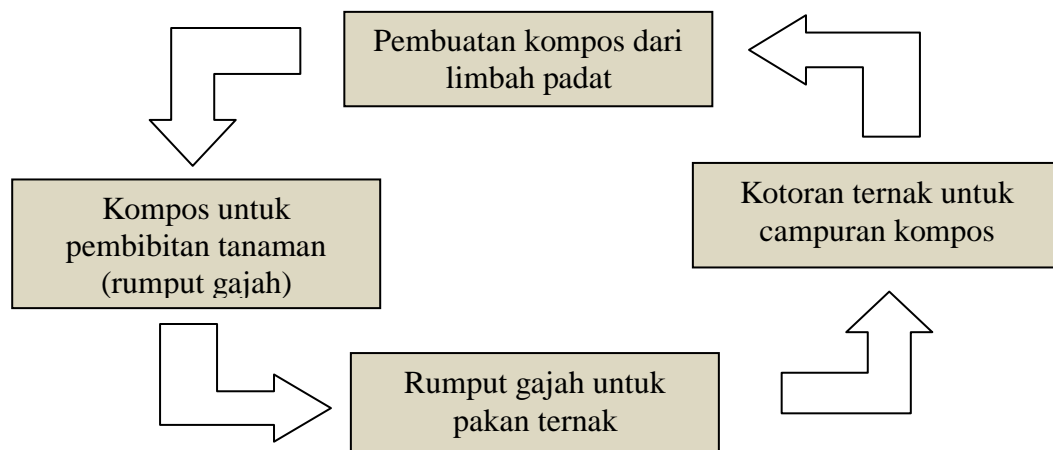 Pembuatan kompos dari
limbah padat
Kompos untuk
pembibitan tanaman
(rumput gajah)
Rumput gajah untuk
pakan ternak
Kotoran ternak untuk
campuran kompos